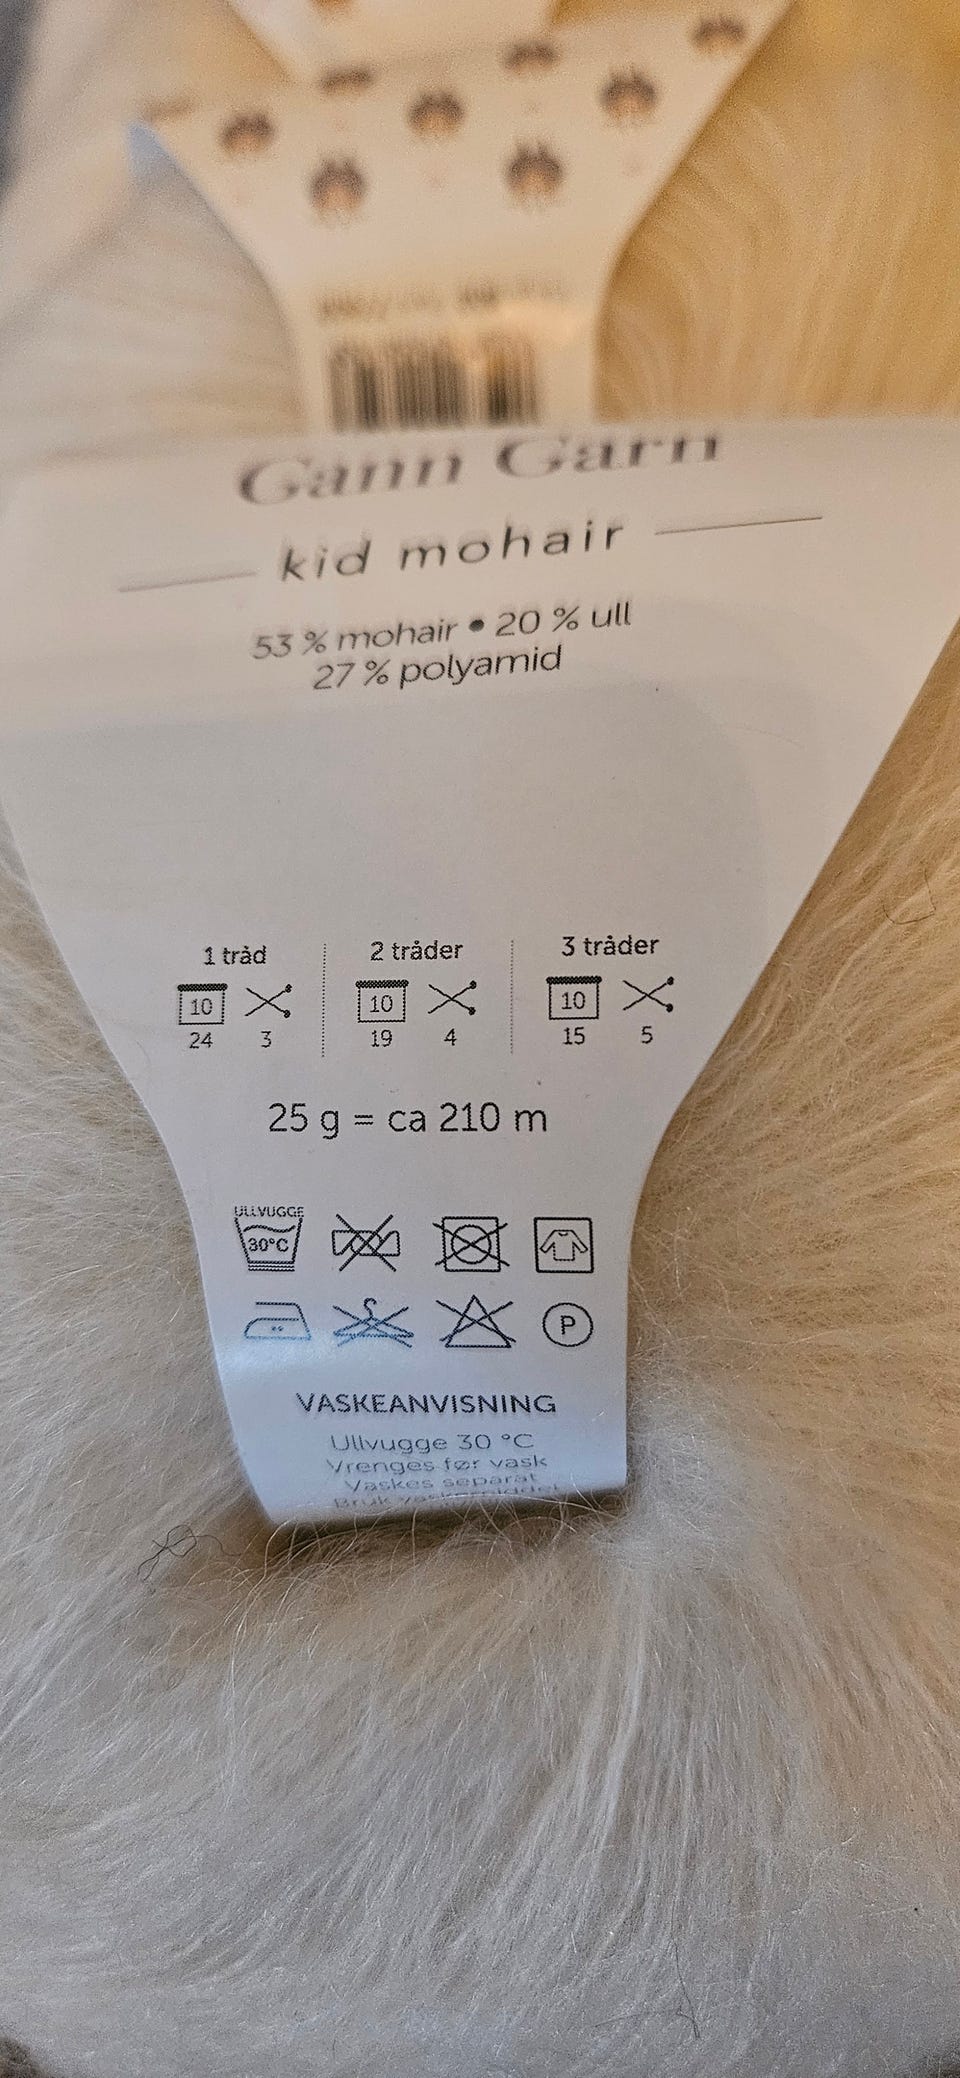 Gann Garn
kid mohair
53 % mohair • 20 % ull
27 % polyamid
1 tråd 2 tråder 3 tråder
10 10 10
24 3 19 4 15 5
25 g = ca 210 m
ULLVUGGE
30°C
P
VASKEANVISNING
Ullvugge 30 °C
Vrenges før vask
Vaskes separat
Bruk